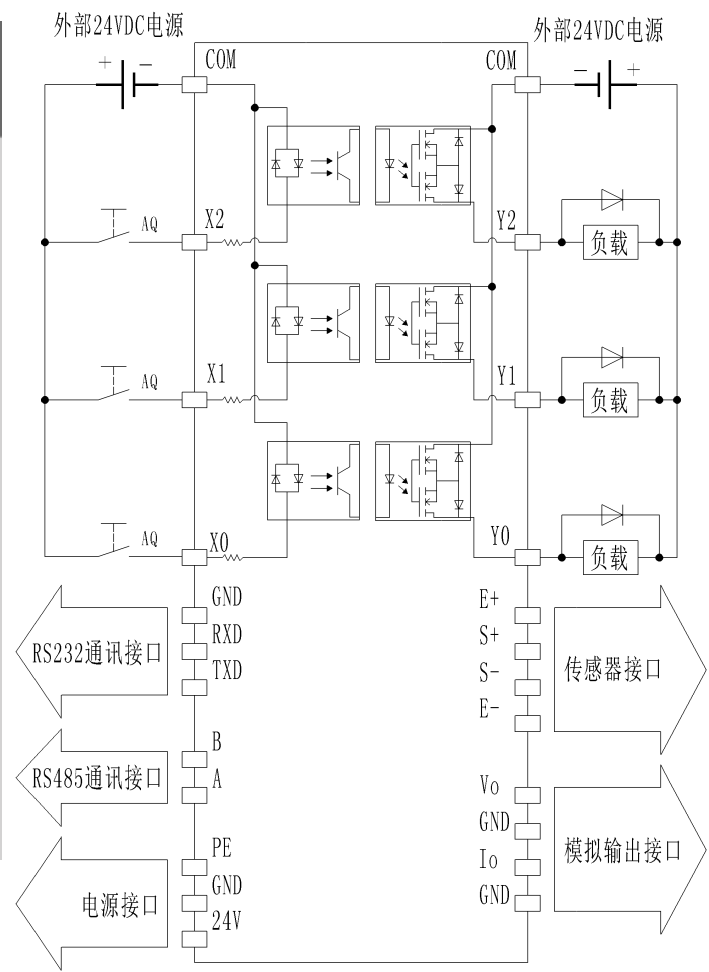 外部24VDC电源
外部24VDC电源
+ −
− +
COM
COM
AQ
X2
Y2
负载
AQ
X1
Y1
负载
AQ
X0
Y0
负载
GND
RXD
TXD
RS232通讯接口
E+
S+
S-
E-
传感器接口
B
A
RS485通讯接口
Vo
GND
Io
GND
模拟输出接口
PE
GND
24V
电源接口